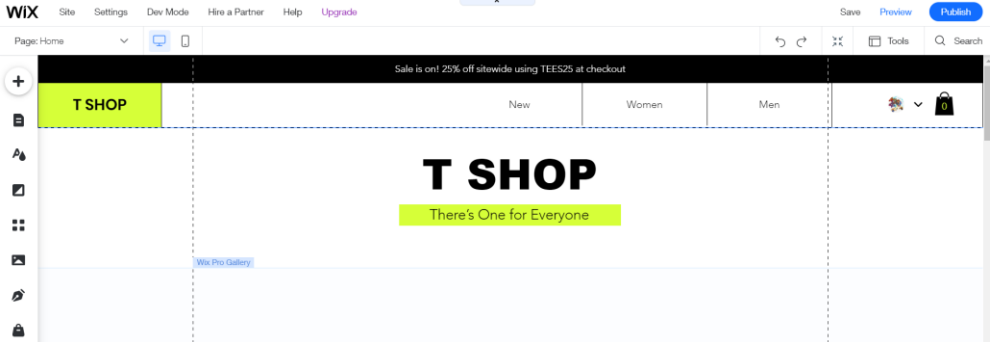 WiX Site Settings Dev Mode Hire a Partner Help Upgrade Save Preview Publish
Page: Home Tools Search
Sale is on! 25% off sitewide using TEES25 at checkout
T SHOP New Women Men 0
T SHOP
There's One for Everyone
Wix Pro Gallery